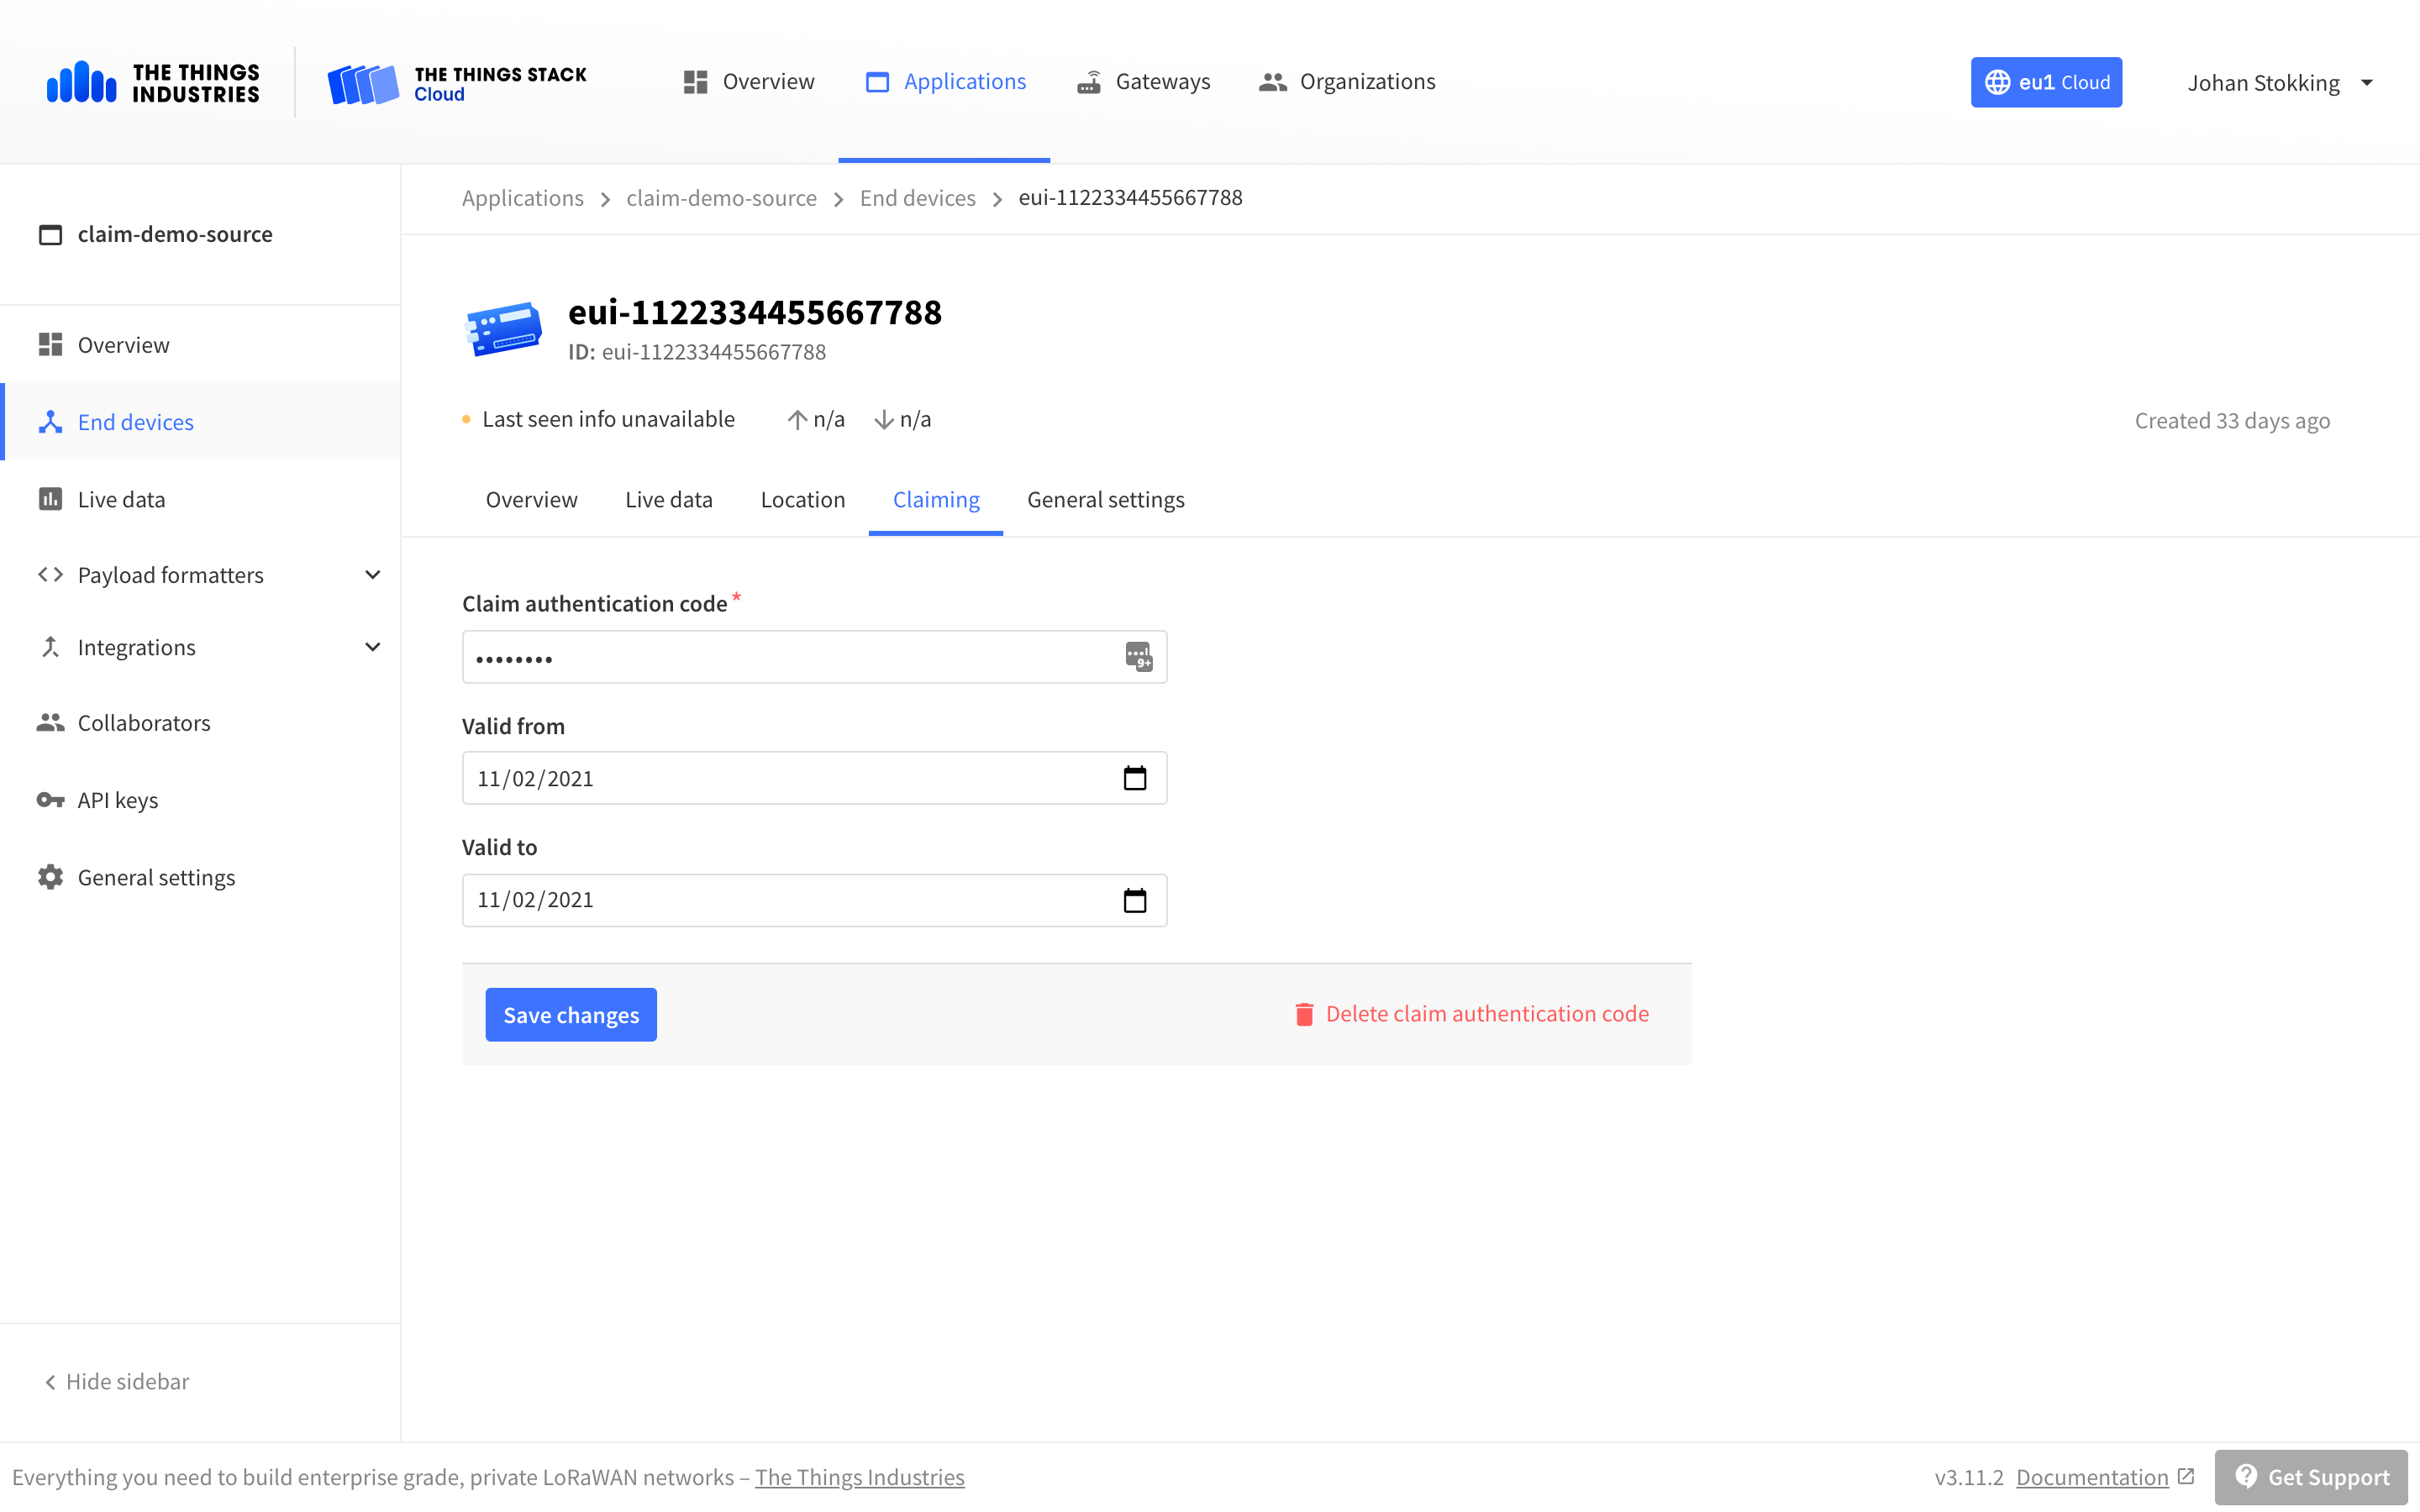 THE THINGS
INDUSTRIES
THE THINGS STACK
Cloud
Overview
Applications
Gateways
Organizations
eu1 Cloud
Johan Stokking
claim-demo-source
Overview
End devices
Live data
Payload formatters
Integrations
Collaborators
API keys
General settings
Hide sidebar
Applications > claim-demo-source > End devices > eui-1122334455667788
eui-1122334455667788
ID: eui-1122334455667788
Last seen info unavailable ↑ n/a ↓ n/a
Created 33 days ago
Overview
Live data
Location
Claiming
General settings
Claim authentication code *
••••••••
9+
Valid from
11/02/2021
Valid to
11/02/2021
Save changes
Delete claim authentication code
Everything you need to build enterprise grade, private LoRaWAN networks – The Things Industries
v3.11.2 Documentation
Get Support